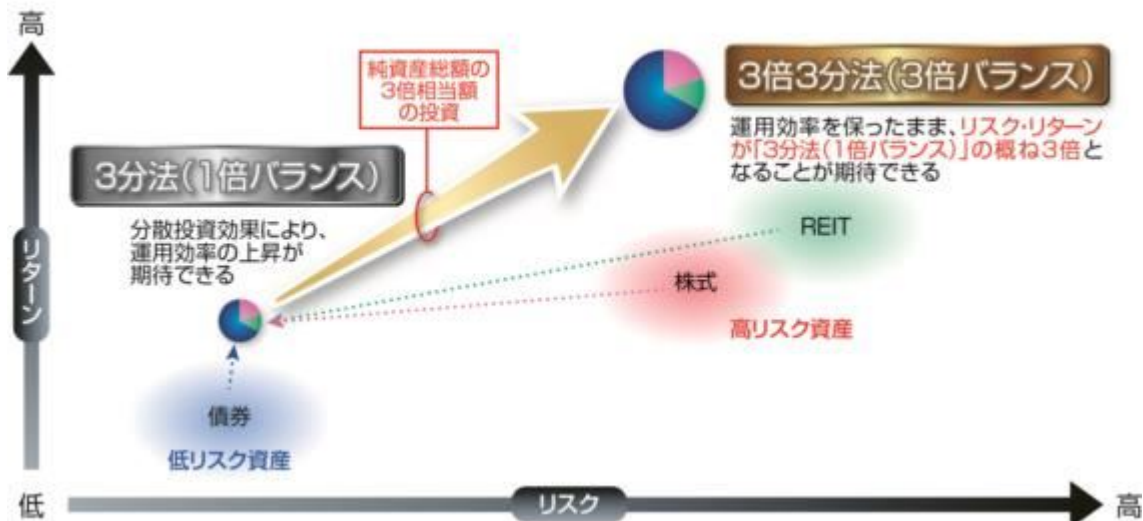 高
純資産総額の
3倍相当額
の投資
3倍3分法(3倍バランス)
運用効率を保ったまま、リスク・リターン
が「3分法(1倍バランス)」の概ね3倍と
なることが期待できる
3分法(1倍バランス)
分散投資効果により、
運用効率の上昇が
期待できる
リターン
REIT
株式
高リスク資産
債券
低リスク資産
低
リスク
高